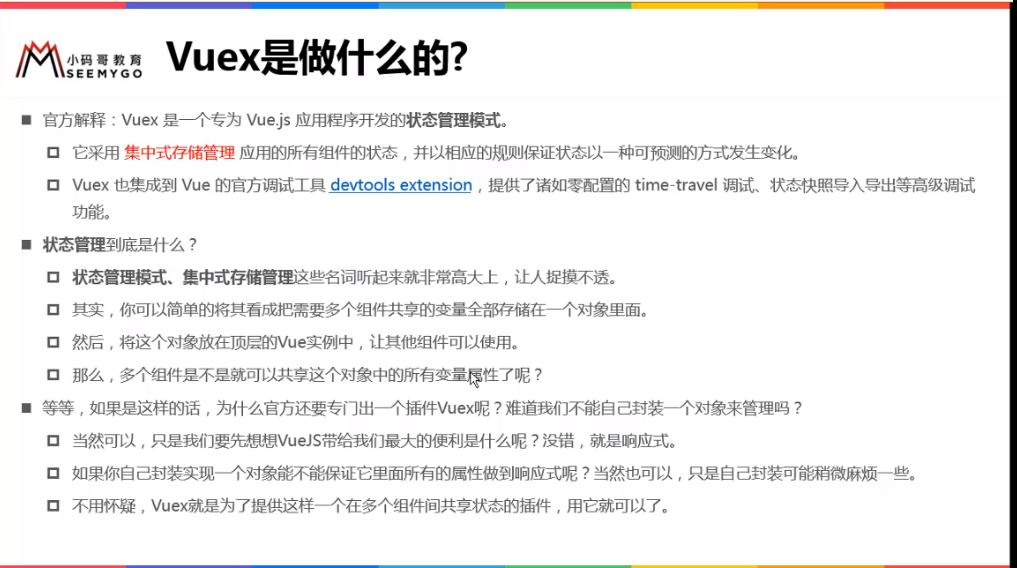 小码哥教育
SEEMYGO
Vuex是做什么的?
■ 官方解释：Vuex 是一个专为 Vue.js 应用程序开发的状态管理模式。
它采用 集中式存储管理 应用的所有组件的状态，并以相应的规则保证状态以一种可预测的方式发生变化。
Vuex 也集成到 Vue 的官方调试工具 devtools extension，提供了诸如零配置的 time-travel 调试、状态快照导入导出等高级调试
功能。
■ 状态管理到底是什么？
状态管理模式、集中式存储管理这些名词听起来就非常高大上，让人捉摸不透。
其实，你可以简单的将其看成把需要多个组件共享的变量全部存储在一个对象里面。
然后，将这个对象放在顶层的Vue实例中，让其他组件可以使用。
那么，多个组件是不是就可以共享这个对象中的所有变量属性了呢？
■ 等等，如果是这样的话，为什么官方还要专门出一个插件Vuex呢？难道我们不能自己封装一个对象来管理吗？
当然可以，只是我们要先想想VueJS带给我们最大的便利是什么呢？没错，就是响应式。
如果你自己封装实现一个对象能不能保证它里面所有的属性做到响应式呢？当然也可以，只是自己封装可能稍微麻烦一些。
不用怀疑，Vuex就是为了提供这样一个在多个组件间共享状态的插件，用它就可以了。